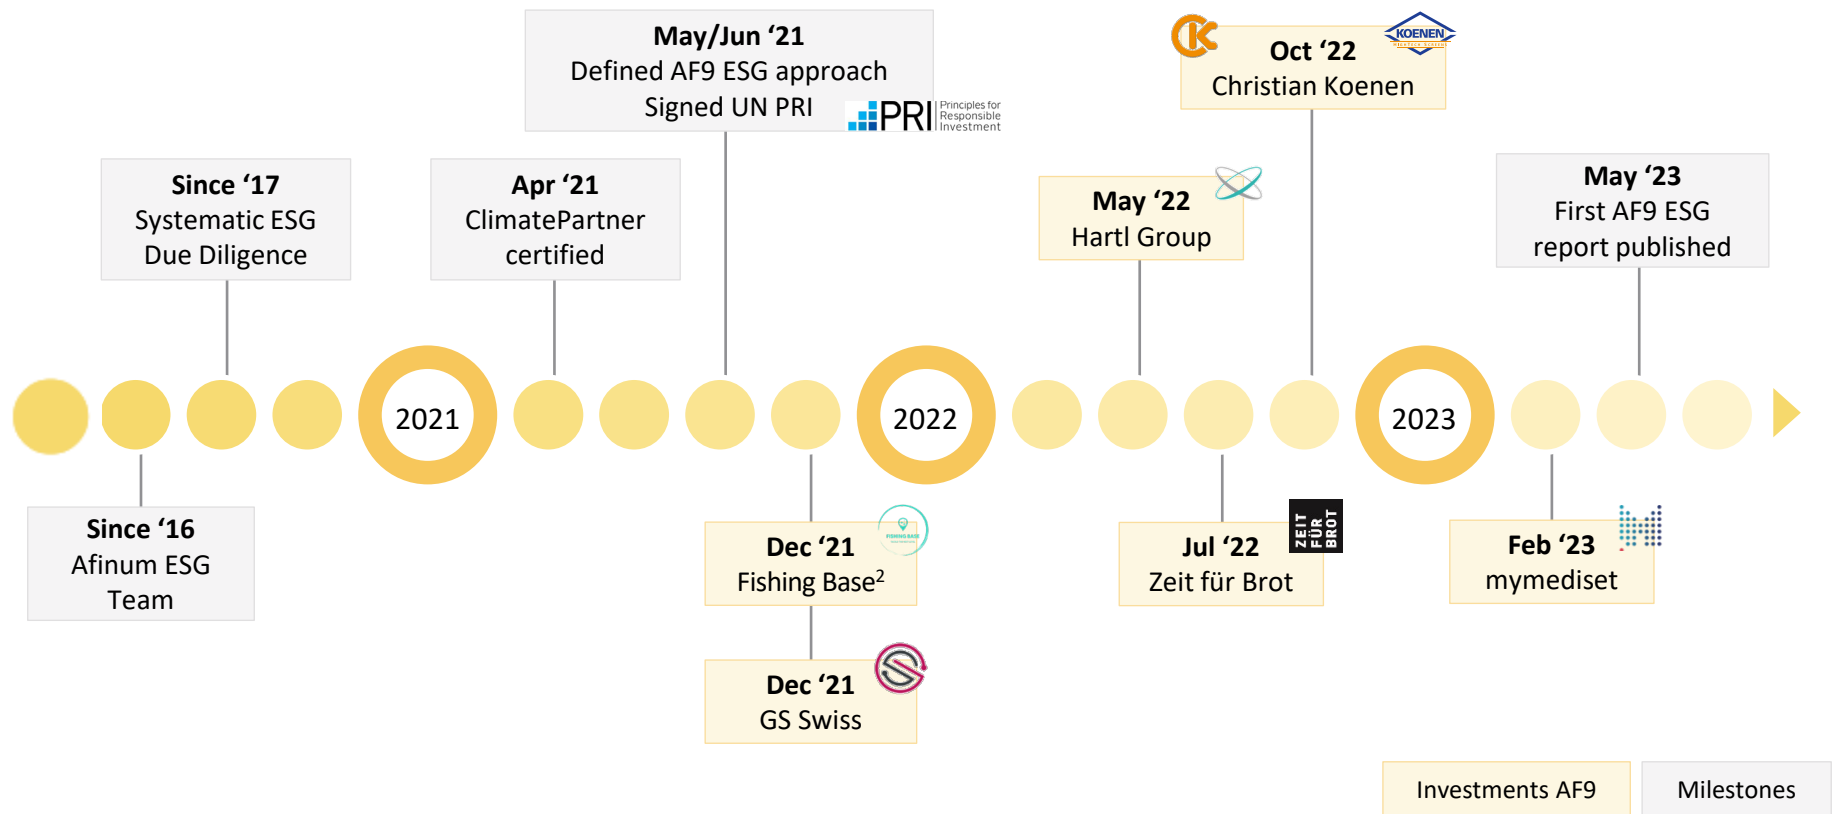 May/Jun ‘21
Defined AF9 ESG approach
Signed UN PRI
PRI
Principles for
Responsible
Investment
Oct ‘22
Christian Koenen
KOENEN
Since ‘17
Systematic ESG
Due Diligence
Apr ‘21
ClimatePartner
certified
May ‘22
Hartl Group
May ‘23
First AF9 ESG
report published
2021
2022
2023
Since ‘16
Afinum ESG
Team
Dec ‘21
Fishing Base²
FISHING BASE
Dec ‘21
GS Swiss
Jul ‘22
Zeit für Brot
ZEIT
FÜR
BROT
Feb ‘23
mymediset
Investments AF9
Milestones